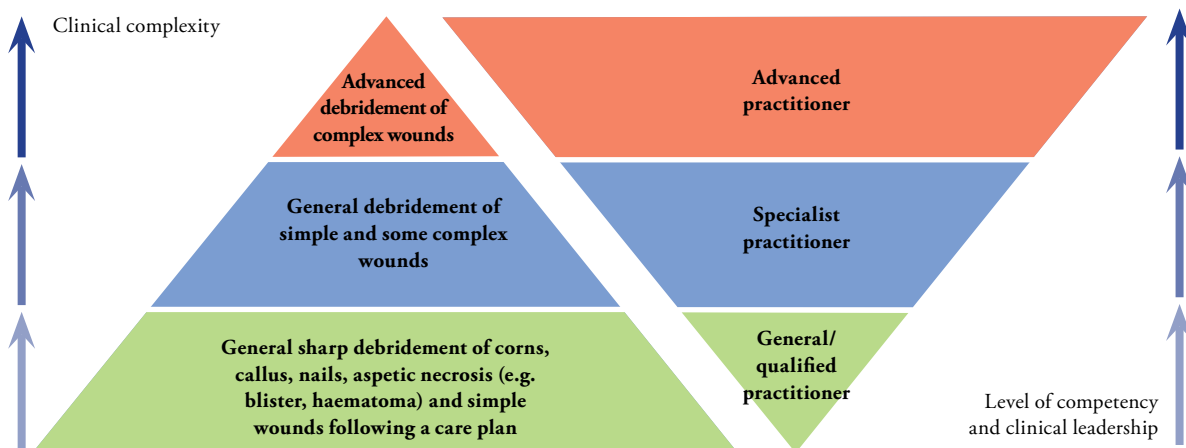 Clinical complexity
Advanced
debridement of
complex wounds
Advanced
practitioner
General debridement of
simple and some complex
wounds
Specialist
practitioner
General sharp debridement of corns,
callus, nails, aspetic necrosis (e.g.
blister, haematoma) and simple
wounds following a care plan
General/
qualified
practitioner
Level of competency
and clinical leadership